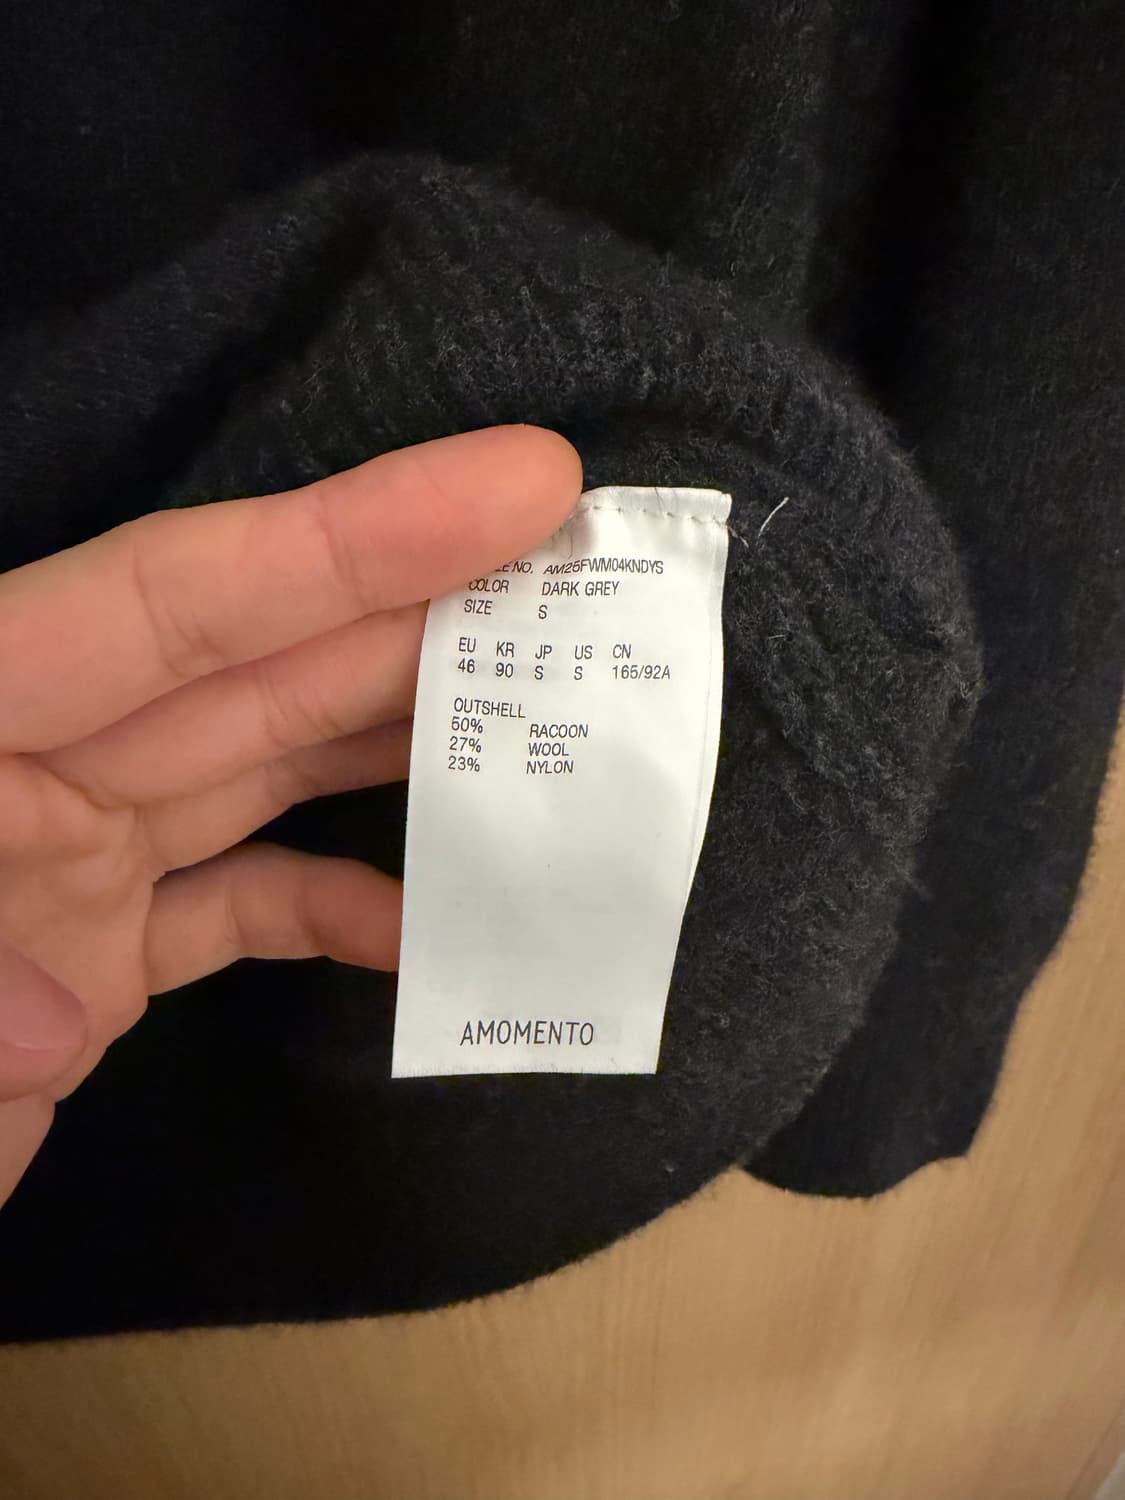 NO. AM25FWM04KNDYS
COLOR DARK GREY
SIZE S
EU KR JP US CN
46 90 S S 165/92A
OUTSHELL
50% RACOON
27% WOOL
23% NYLON
AMOMENTO